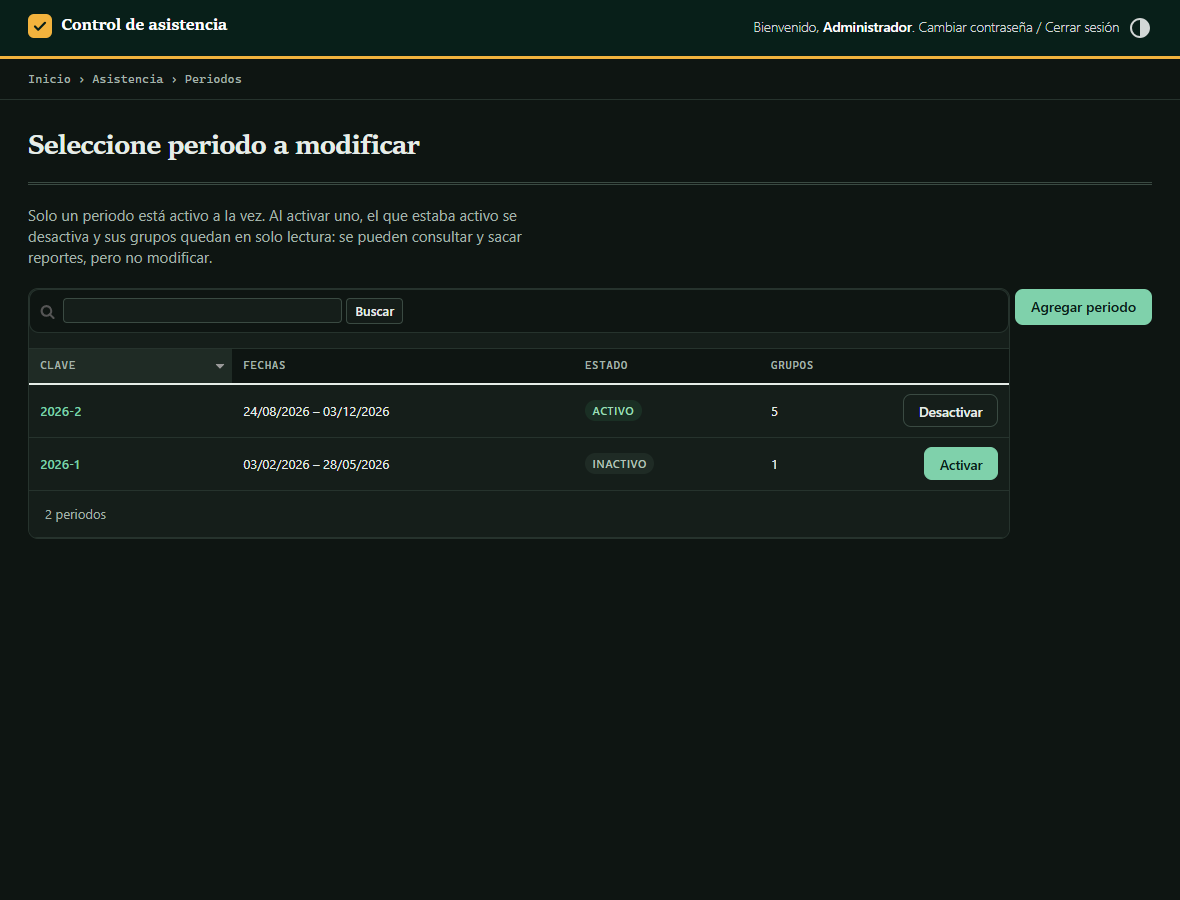 Control de asistencia
Bienvenido, Administrador. Cambiar contraseña / Cerrar sesión
Inicio › Asistencia › Periodos
Seleccione periodo a modificar
Solo un periodo está activo a la vez. Al activar uno, el que estaba activo se
desactiva y sus grupos quedan en solo lectura: se pueden consultar y sacar
reportes, pero no modificar.
Buscar
Agregar periodo
CLAVE FECHAS ESTADO GRUPOS
2026-2 24/08/2026 – 03/12/2026 ACTIVO 5 Desactivar
2026-1 03/02/2026 – 28/05/2026 INACTIVO 1 Activar
2 periodos